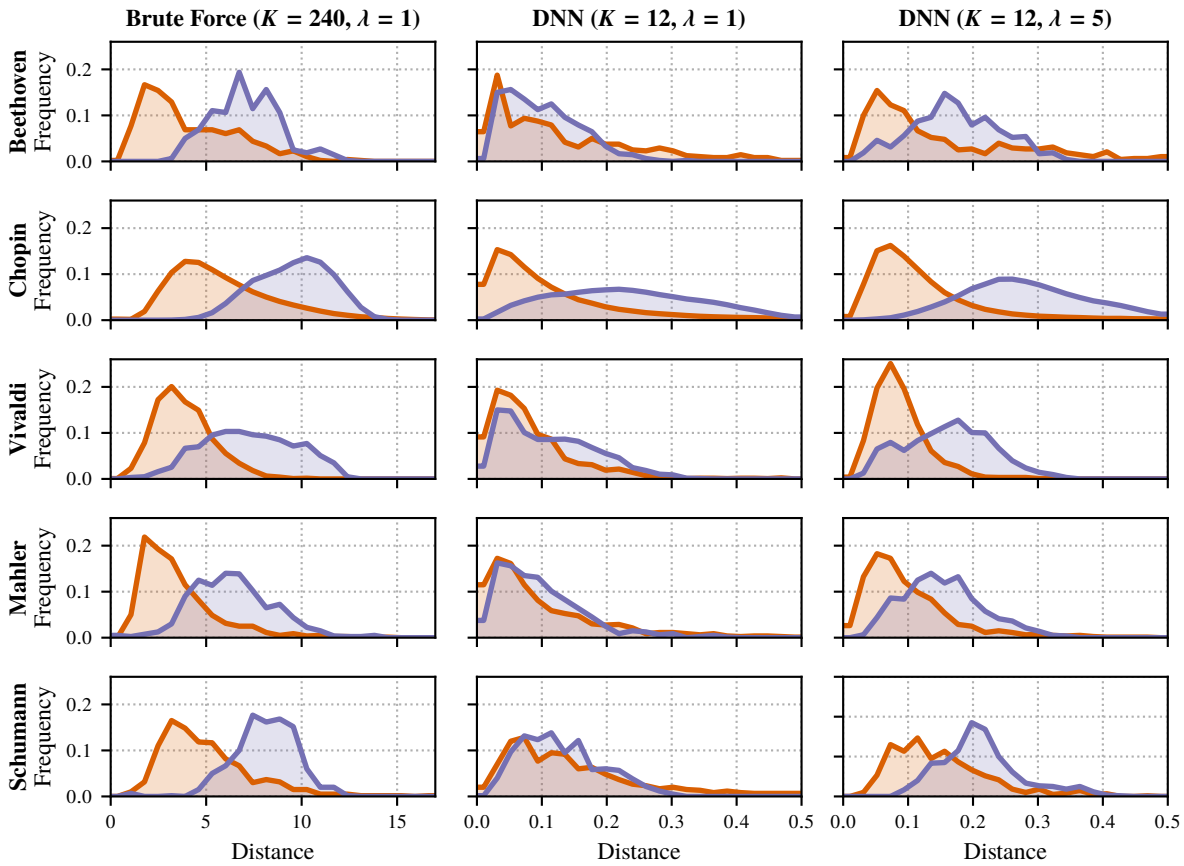 Brute Force (K = 240, λ = 1) DNN (K = 12, λ = 1) DNN (K = 12, λ = 5)
Beethoven
Frequency
0.2
0.1
0.0
Chopin
Frequency
0.2
0.1
0.0
Vivaldi
Frequency
0.2
0.1
0.0
Mahler
Frequency
0.2
0.1
0.0
Schumann
Frequency
0.2
0.1
0.0
0 5 10 15 0.0 0.1 0.2 0.3 0.4 0.5 0.0 0.1 0.2 0.3 0.4 0.5
Distance Distance Distance